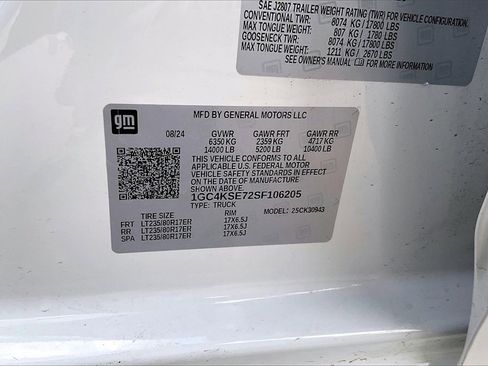 SAE J2807 TRAILER WEIGHT RATING (TWR) FOR VEHICLE CONFIGURATION.
CONVENTIONAL TWR: 8074 KG / 17800 LBS
MAX TONGUE WEIGHT: 807 KG / 1780 LBS
GOOSENECK TWR: 8074 KG / 17800 LBS
MAX TONGUE WEIGHT: 1211 KG / 2670 LBS
SEE OWNER'S MANUAL FOR MORE INFORMATION
gm
MFD BY GENERAL MOTORS LLC
08/24 GVWR GAWR FRT GAWR RR
6350 KG 2359 KG 4717 KG
14000 LB 5200 LB 10400 LB
THIS VEHICLE CONFORMS TO ALL
APPLICABLE U.S. FEDERAL MOTOR
VEHICLE SAFETY STANDARDS IN
EFFECT ON THE DATE OF
MANUFACTURE SHOWN ABOVE.
1GC4KSE72SF106205
TYPE: TRUCK MODEL: 25CK30943
TIRE SIZE RIM
FRT LT235/80R17ER 17X6.5J
RR LT235/80R17ER 17X6.5J
SPA LT235/80R17ER 17X6.5J